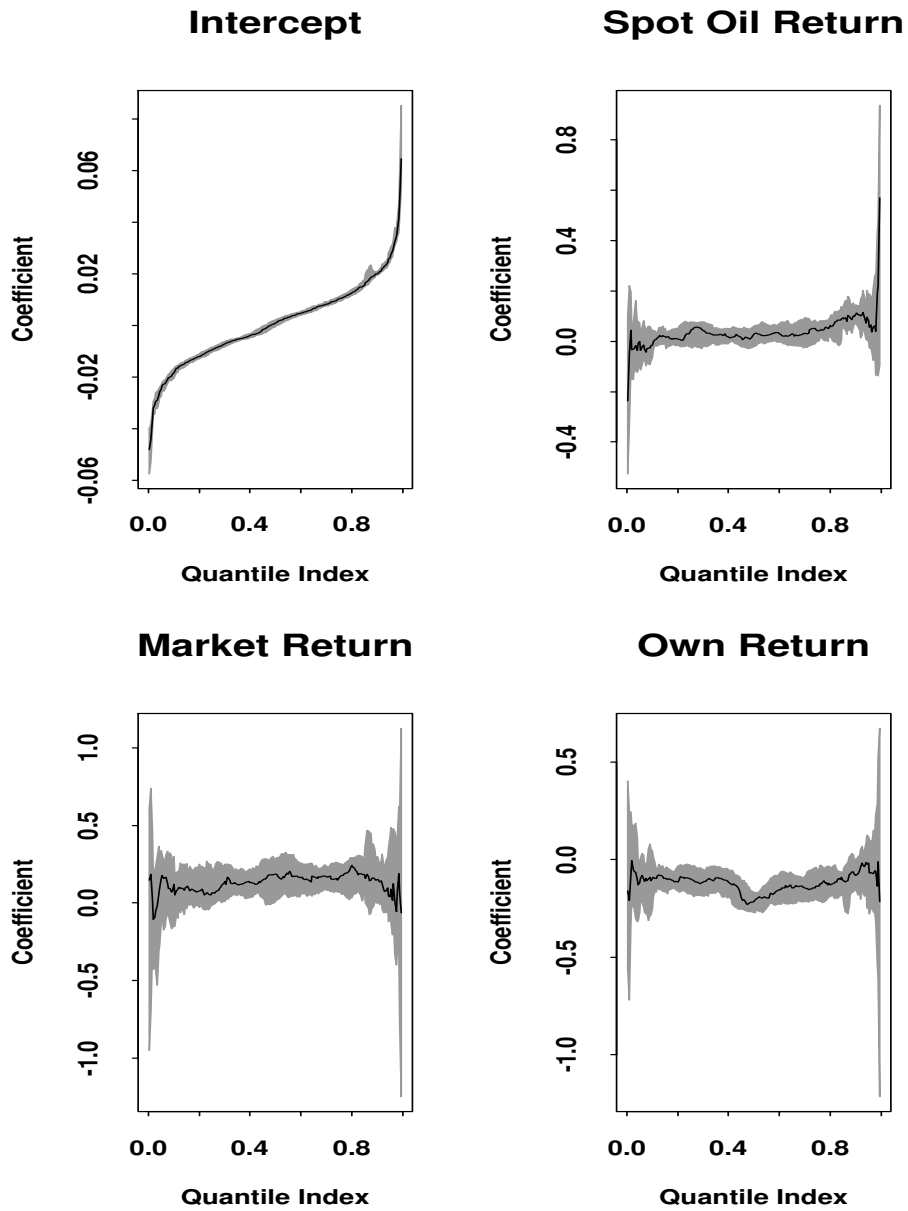 Intercept
Coefficient
0.06
0.02
-0.02
-0.06
0.0 0.4 0.8
Quantile Index
Spot Oil Return
Coefficient
0.8
0.4
0.0
-0.4
0.0 0.4 0.8
Quantile Index
Market Return
Coefficient
1.0
0.5
0.0
-0.5
-1.0
0.0 0.4 0.8
Quantile Index
Own Return
Coefficient
0.5
0.0
-0.5
-1.0
0.0 0.4 0.8
Quantile Index